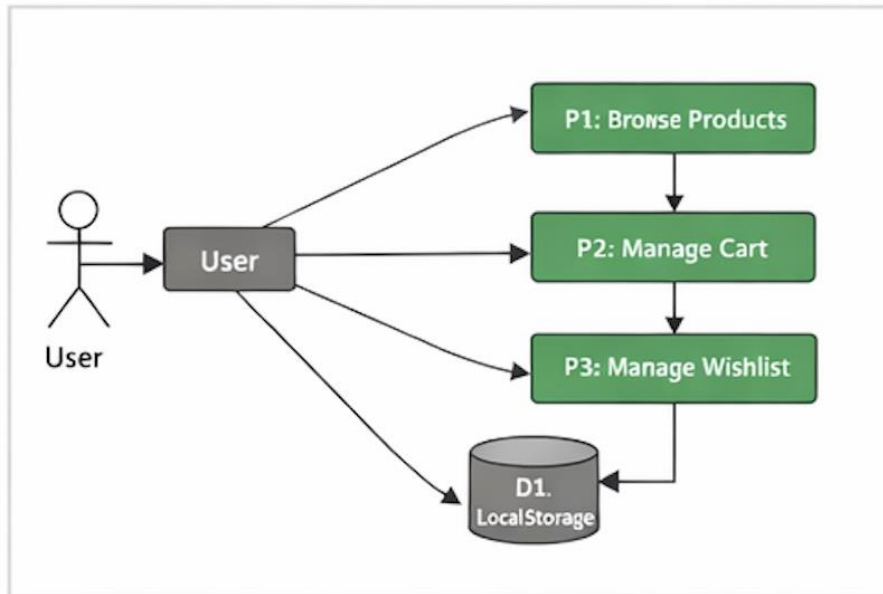 P1: Browse Products
User
P2: Manage Cart
User
P3: Manage Wishlist
D1.
LocalStorage